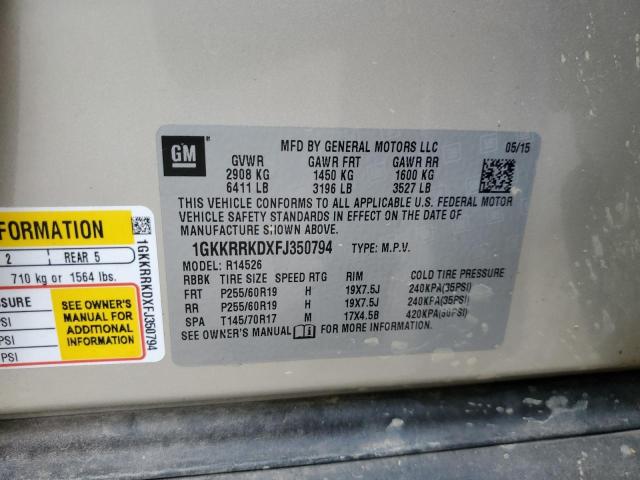 GM
MFD BY GENERAL MOTORS LLC 05/15
GVWR GAWR FRT GAWR RR
2908 KG 1450 KG 1600 KG
6411 LB 3196 LB 3527 LB
THIS VEHICLE CONFORMS TO ALL APPLICABLE U.S. FEDERAL MOTOR
VEHICLE SAFETY STANDARDS IN EFFECT ON THE DATE OF
MANUFACTURE SHOWN ABOVE.
1GKKRRKDXFJ350794 TYPE: M.P.V.
MODEL: R14526
RBBK TIRE SIZE SPEED RTG RIM COLD TIRE PRESSURE
FRT P255/60R19 H 19X7.5J 240KPA(35PSI)
RR P255/60R19 H 19X7.5J 240KPA(35PSI)
SPA T145/70R17 M 17X4.5B 420KPA(60PSI)
SEE OWNER'S MANUAL FOR MORE INFORMATION.
FORMATION
2 REAR 5
710 kg or 1564 lbs.
SEE OWNER'S
MANUAL FOR
ADDITIONAL
INFORMATION
PSI
PSI
1GKKRRKDXFJ350794